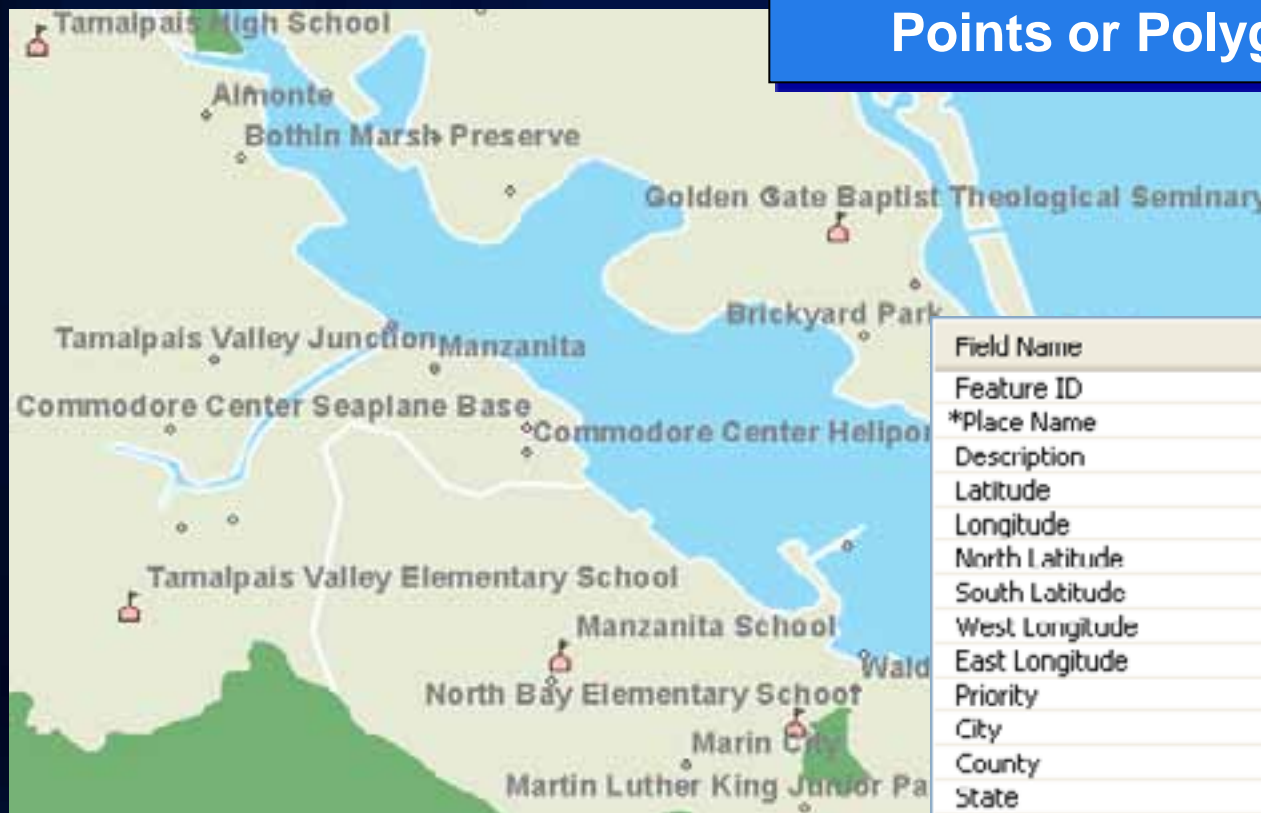 Points or Polyg
Tamalpais High School
Almonte
Bothin Marsh Preserve
Golden Gate Baptist Theological Seminary
Brickyard Park
Tamalpais Valley Junction
Manzanita
Commodore Center Seaplane Base
Commodore Center Helipor
Tamalpais Valley Elementary School
Manzanita School
Wald
North Bay Elementary School
Marin City
Martin Luther King Junior Pa
Field Name
Feature ID
*Place Name
Description
Latitude
Longitude
North Latitude
South Latitude
West Longitude
East Longitude
Priority
City
County
State